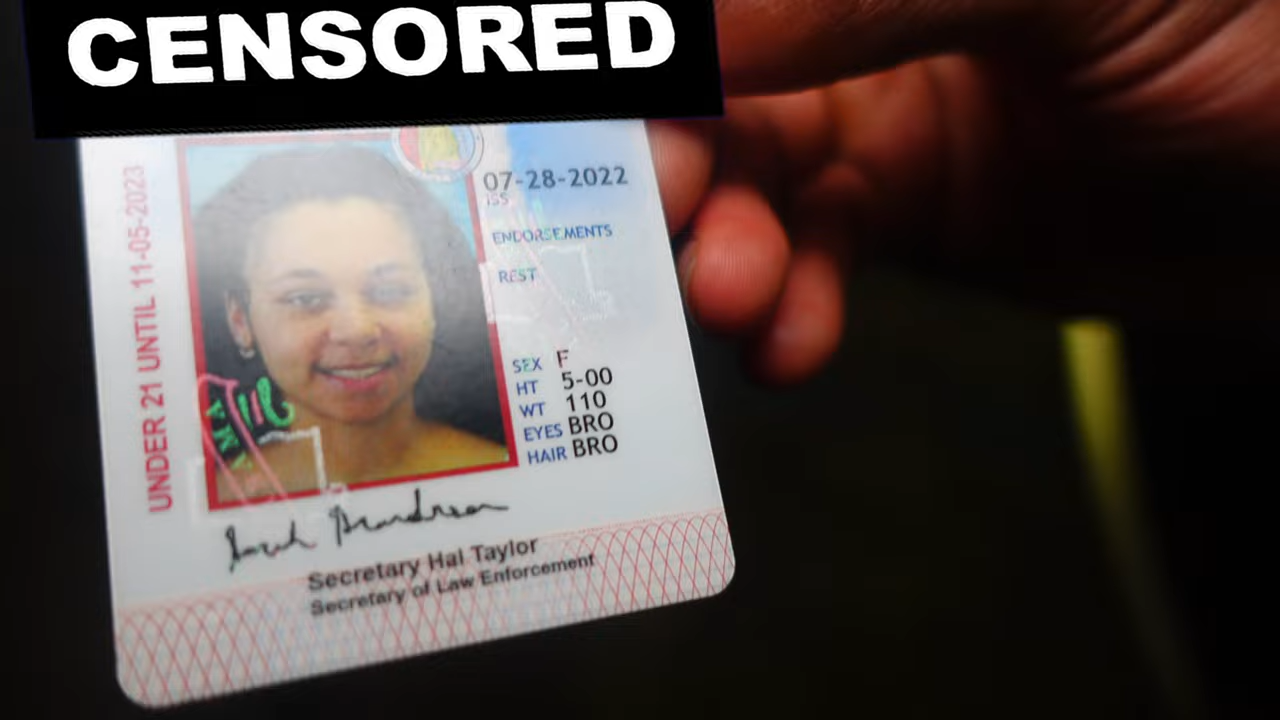 CENSORED
UNDER 21 UNTIL 11-05-2023
07-28-2022
ISS
ENDORSEMENTS
REST
SEX F
HT 5-00
WT 110
EYES BRO
HAIR BRO
Secretary Hal Taylor
Secretary of Law Enforcement